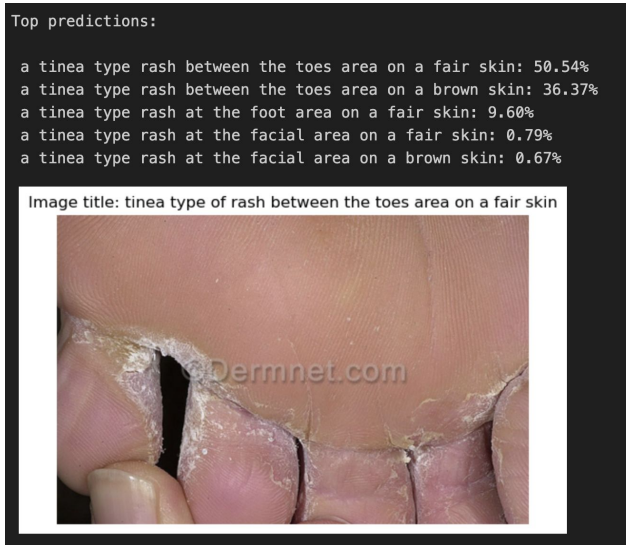 Top predictions:
a tinea type rash between the toes area on a fair skin: 50.54%
a tinea type rash between the toes area on a brown skin: 36.37%
a tinea type rash at the foot area on a fair skin: 9.60%
a tinea type rash at the facial area on a fair skin: 0.79%
a tinea type rash at the facial area on a brown skin: 0.67%
Image title: tinea type of rash between the toes area on a fair skin
©Dermnet.com